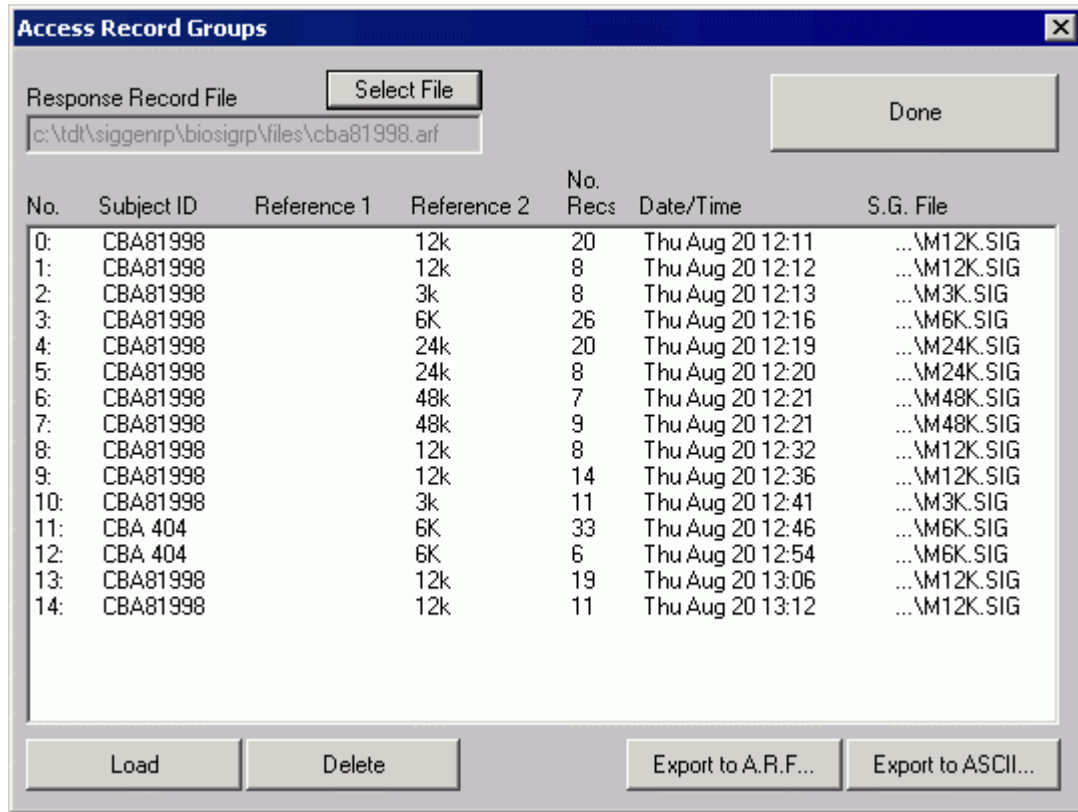 Access Record Groups
Response Record File
Select File
Done
c:\tdt\siggenrp\biosigrp\files\cba81998.arf
No. Subject ID Reference 1 Reference 2 No. Recs Date/Time S.G. File
0: CBA81998 12k 20 Thu Aug 20 12:11 ...\M12K.SIG
1: CBA81998 12k 8 Thu Aug 20 12:12 ...\M12K.SIG
2: CBA81998 3k 8 Thu Aug 20 12:13 ...\M3K.SIG
3: CBA81998 6K 26 Thu Aug 20 12:16 ...\M6K.SIG
4: CBA81998 24k 20 Thu Aug 20 12:19 ...\M24K.SIG
5: CBA81998 24k 8 Thu Aug 20 12:20 ...\M24K.SIG
6: CBA81998 48k 7 Thu Aug 20 12:21 ...\M48K.SIG
7: CBA81998 48k 9 Thu Aug 20 12:21 ...\M48K.SIG
8: CBA81998 12k 8 Thu Aug 20 12:32 ...\M12K.SIG
9: CBA81998 12k 14 Thu Aug 20 12:36 ...\M12K.SIG
10: CBA81998 3k 11 Thu Aug 20 12:41 ...\M3K.SIG
11: CBA 404 6K 33 Thu Aug 20 12:46 ...\M6K.SIG
12: CBA 404 6K 6 Thu Aug 20 12:54 ...\M6K.SIG
13: CBA81998 12k 19 Thu Aug 20 13:06 ...\M12K.SIG
14: CBA81998 12k 11 Thu Aug 20 13:12 ...\M12K.SIG
Load Delete Export to A.R.F... Export to ASCII...